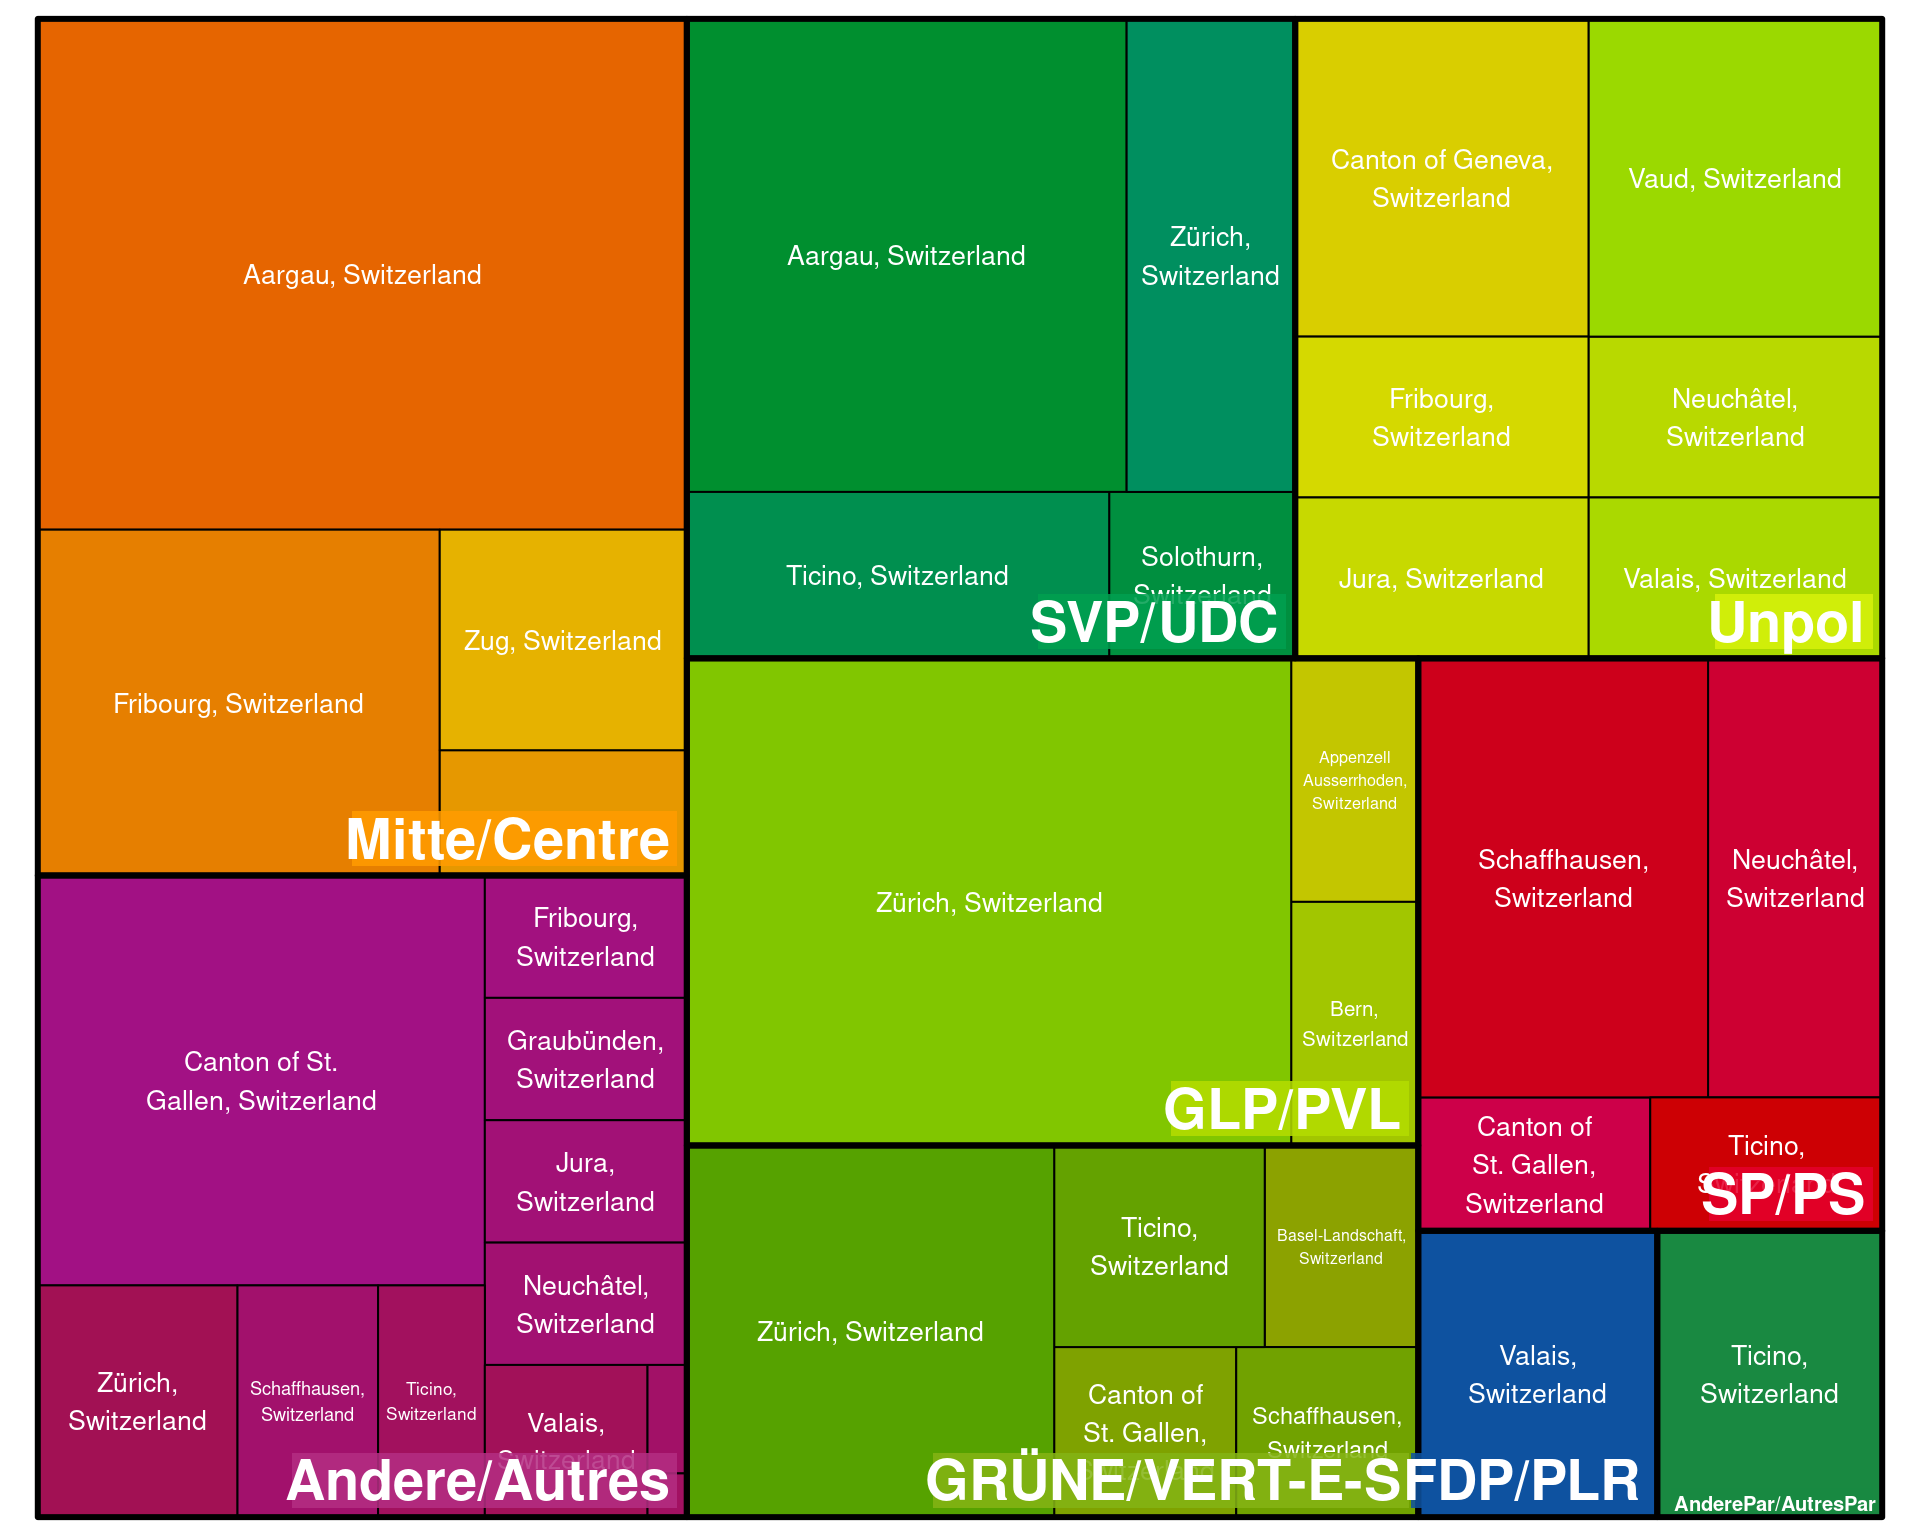 Aargau, Switzerland
Fribourg, Switzerland
Zug, Switzerland
Mitte/Centre
Aargau, Switzerland
Zürich,
Switzerland
Ticino, Switzerland
Solothurn,
Switzerland
SVP/UDC
Canton of Geneva,
Switzerland
Vaud, Switzerland
Fribourg,
Switzerland
Neuchâtel,
Switzerland
Jura, Switzerland
Valais, Switzerland
Unpol
Canton of St.
Gallen, Switzerland
Fribourg,
Switzerland
Graubünden,
Switzerland
Jura,
Switzerland
Neuchâtel,
Switzerland
Zürich,
Switzerland
Schaffhausen,
Switzerland
Ticino,
Switzerland
Valais,
Switzerland
Andere/Autres
Zürich, Switzerland
Appenzell
Ausserrhoden,
Switzerland
Bern,
Switzerland
GLP/PVL
Schaffhausen,
Switzerland
Neuchâtel,
Switzerland
Canton of
St. Gallen,
Switzerland
Ticino,
SP/PS
Zürich, Switzerland
Ticino,
Switzerland
Basel-Landschaft,
Switzerland
Canton of
St. Gallen,
Switzerland
Schaffhausen,
Switzerland
GRÜNE/VERT-E-SFDP/PLR
Valais,
Switzerland
Ticino,
Switzerland
AnderePar/AutresPar